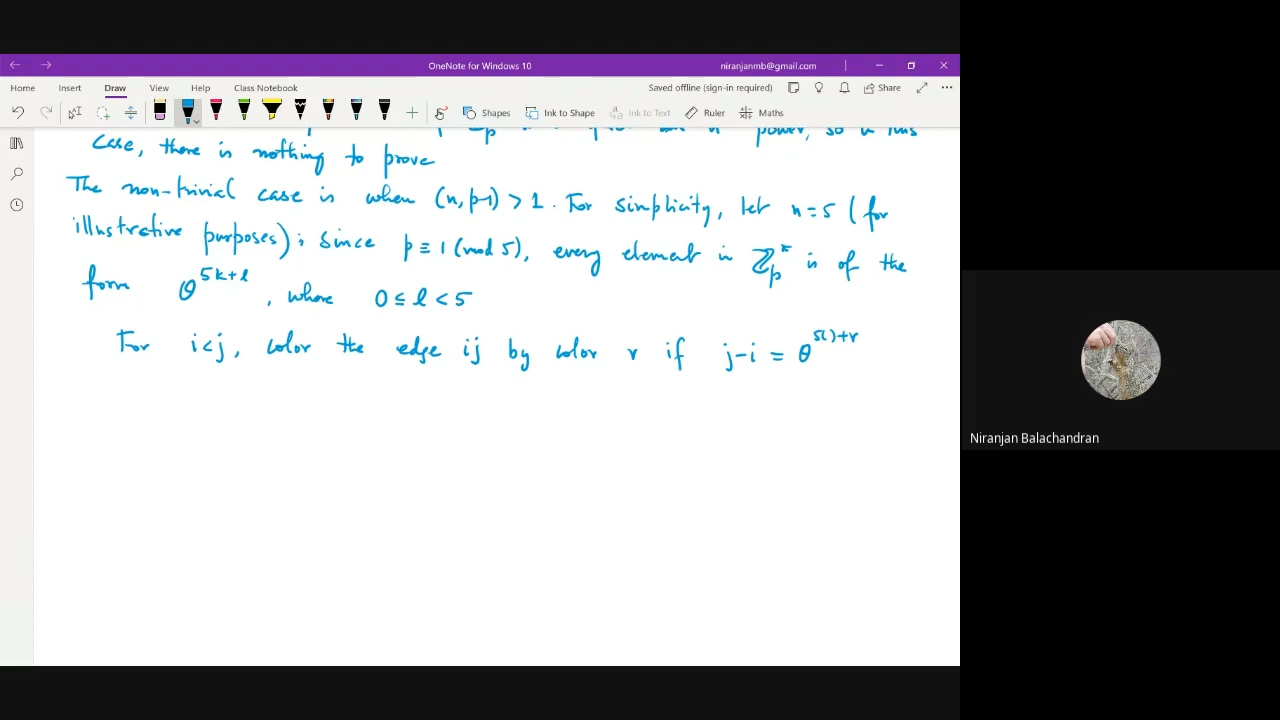 OneNote for Windows 10
niranjanmb@gmail.com
Home Insert Draw View Help Class Notebook
Saved offline (sign-in required)
Share
Shapes Ink to Shape Ink to Text Ruler Maths
power, so in this
case, there is nothing to prove
The non-trivial case is when (n, p-1) > 1. For simplicity, let n=5 (for
illustrative purposes); since p ≡ 1 (mod 5), every element in ℤₚ* is of the
form θ^{5k+l}, where 0 ≤ l < 5
For i<j, color the edge ij by color r if j-i = θ^{5()+r}
Niranjan Balachandran